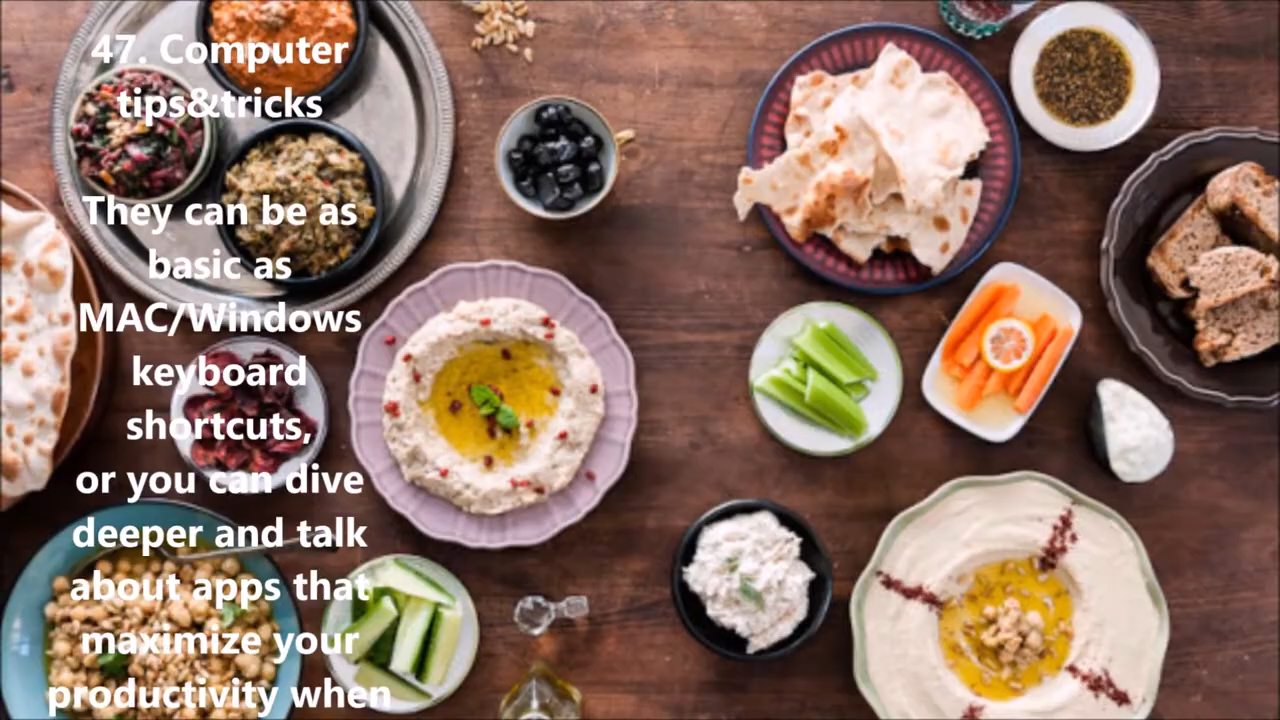 47. Computer
tips&tricks
They can be as
basic as
MAC/Windows
keyboard
shortcuts,
or you can dive
deeper and talk
about apps that
maximize your
productivity when